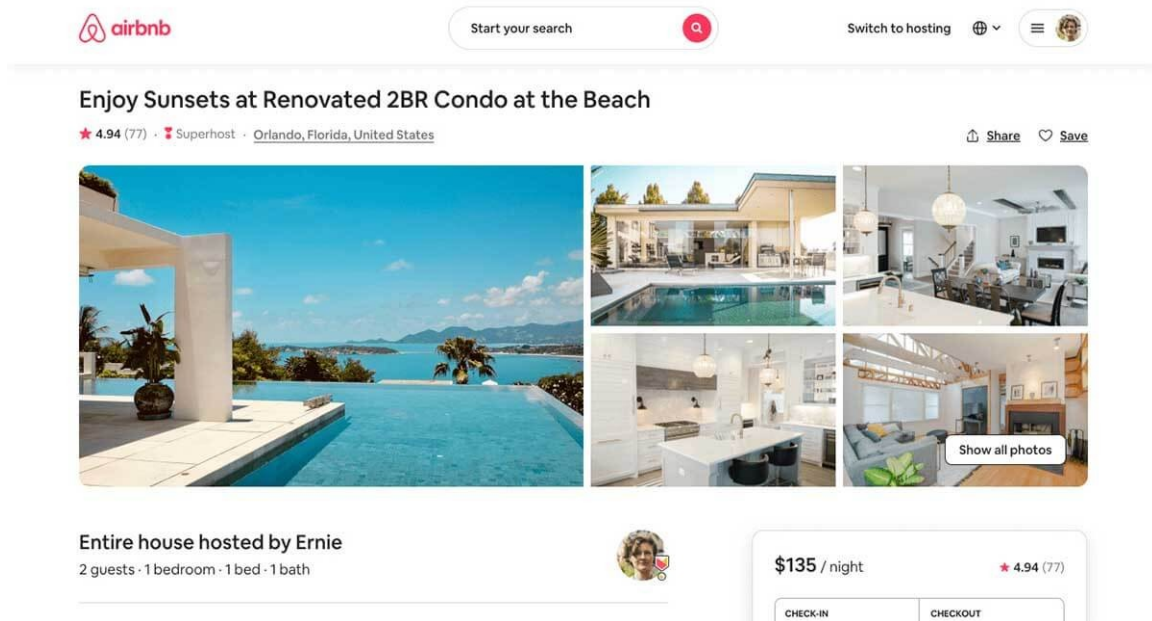 airbnb
Start your search
Switch to hosting
Enjoy Sunsets at Renovated 2BR Condo at the Beach
4.94 (77) · Superhost · Orlando, Florida, United States
Share
Save
Show all photos
Entire house hosted by Ernie
2 guests · 1 bedroom · 1 bed · 1 bath
$135 / night
4.94 (77)
CHECK-IN
CHECKOUT